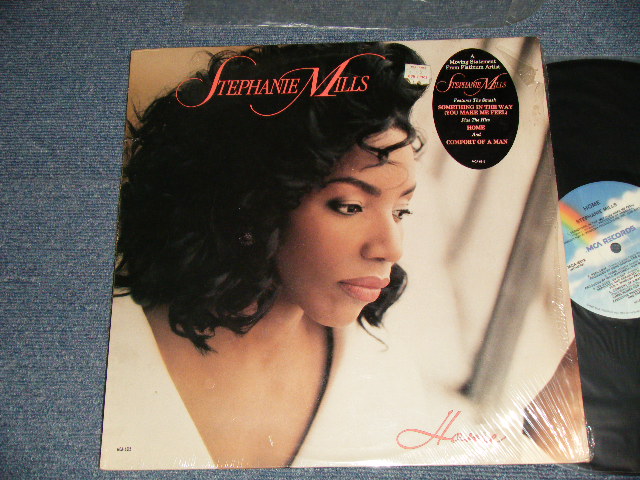 STEPHANIE MILLS
A
Moving Statement
From Platinum Artist
STEPHANIE MILLS
Features The Smash
SOMETHING IN THE WAY
(YOU MAKE ME FEEL)
Plus The Hits
HOME
And
COMFORT OF A MAN
Home
HOME
STEPHANIE MILLS
MCA RECORDS